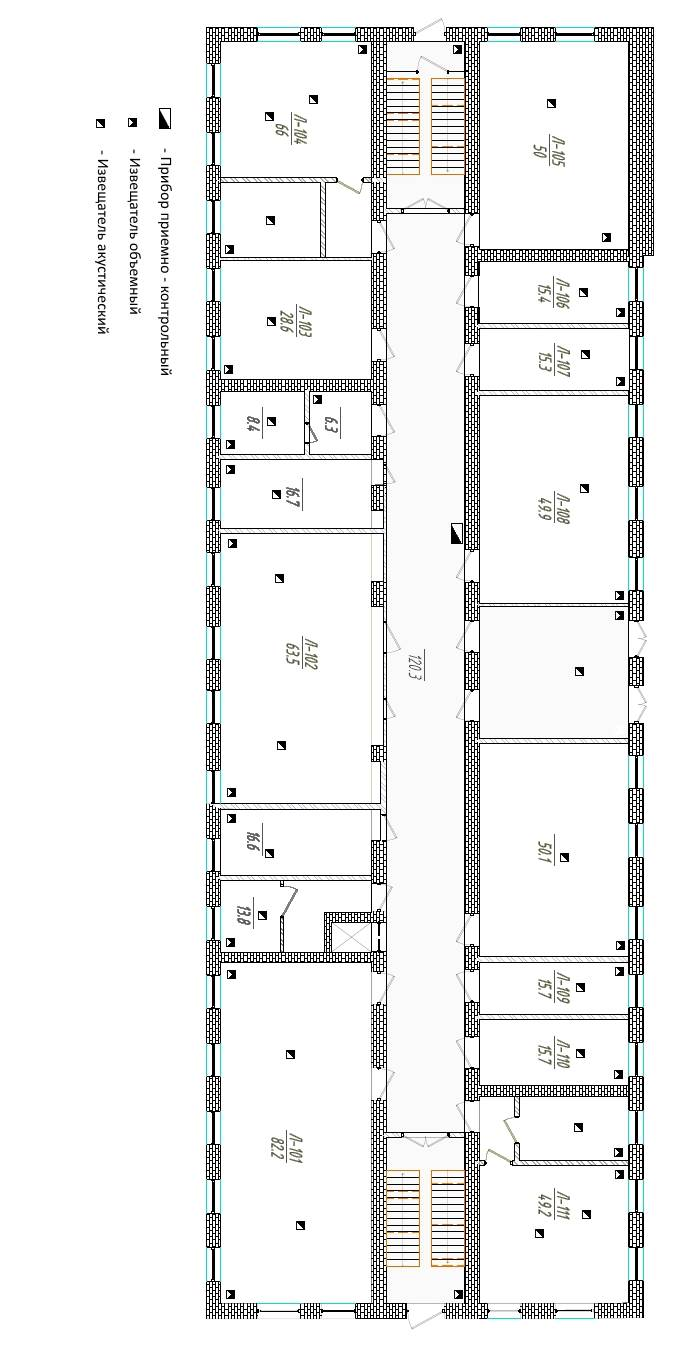 - Прибор приемно - контрольный
- Извещатель объемный
- Извещатель акустический
Л-105
50
Л-106
15.4
Л-107
15.3
Л-108
49.9
50.1
Л-109
15.7
Л-110
15.7
Л-111
49.2
120.3
Л-104
66
Л-103
28.6
6.3
8.4
16.7
Л-102
63.5
16.6
13.8
Л-101
82.2